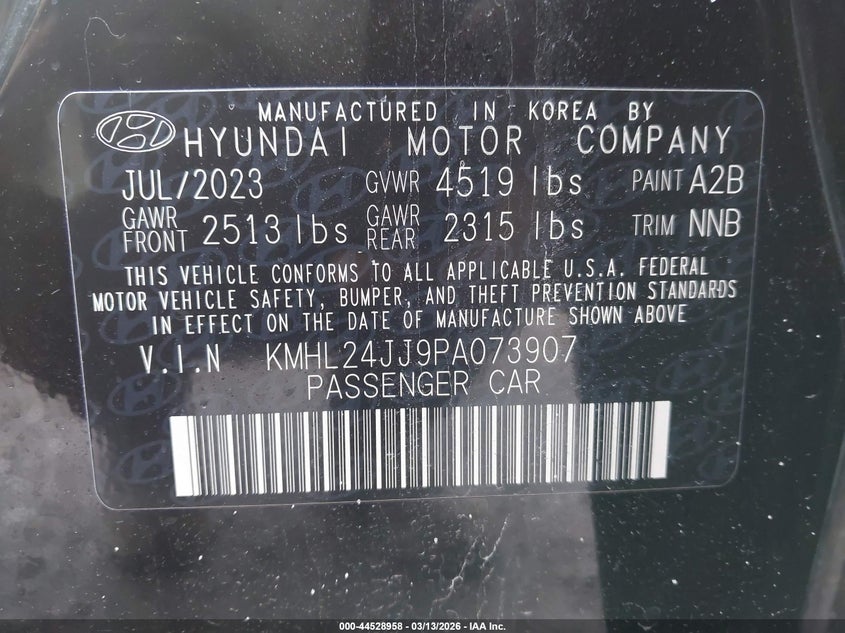 MANUFACTURED IN KOREA BY
HYUNDAI MOTOR COMPANY
JUL/2023 GVWR 4519 lbs PAINT A2B
GAWR FRONT 2513 lbs GAWR REAR 2315 lbs TRIM NNB
THIS VEHICLE CONFORMS TO ALL APPLICABLE U.S.A. FEDERAL
MOTOR VEHICLE SAFETY, BUMPER, AND THEFT PREVENTION STANDARDS
IN EFFECT ON THE DATE OF MANUFACTURE SHOWN ABOVE
V.I.N KMHL24JJ9PA073907
PASSENGER CAR
000-44528958 - 03/13/2026 - IAA Inc.